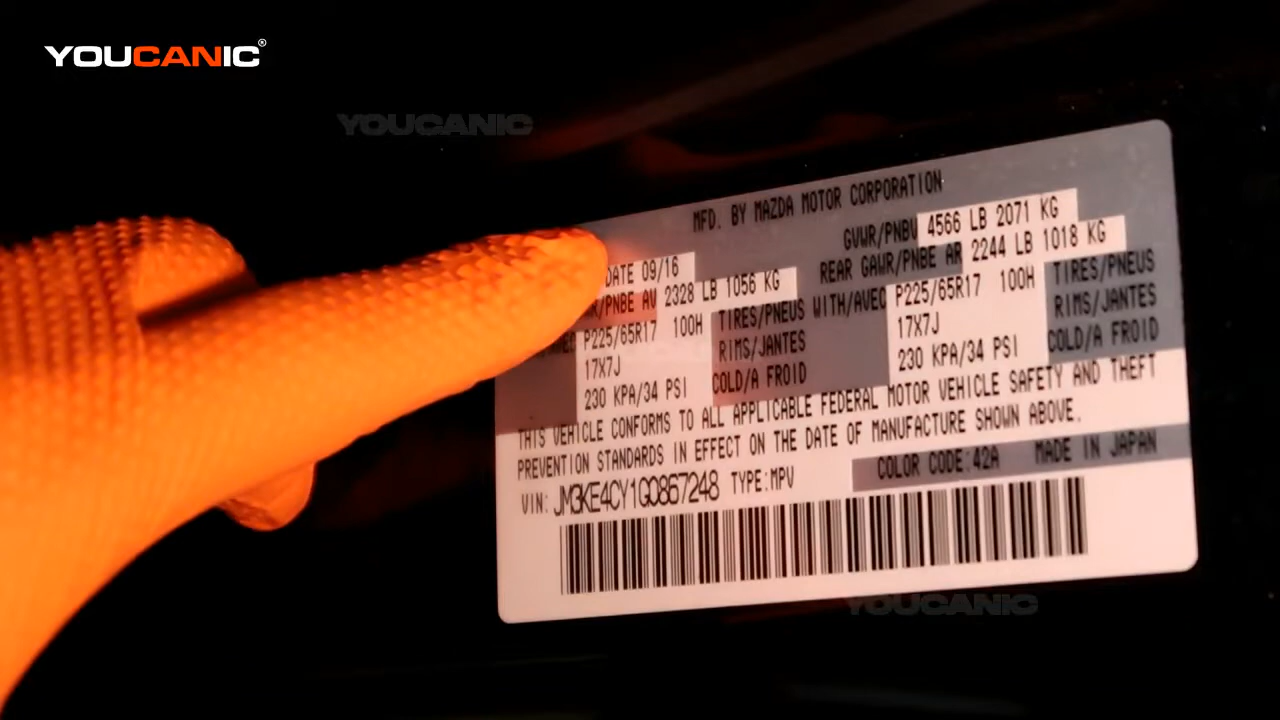 YOUCANIC®
YOUCANIC
MFD. BY MAZDA MOTOR CORPORATION
DATE 09/16 GVWR/PNBV 4566 LB 2071 KG
/PNBE AV 2328 LB 1056 KG REAR GAWR/PNBE AR 2244 LB 1018 KG
P225/65R17 100H TIRES/PNEUS WITH/AVEC P225/65R17 100H TIRES/PNEUS
17X7J RIMS/JANTES 17X7J RIMS/JANTES
230 KPA/34 PSI COLD/A FROID 230 KPA/34 PSI COLD/A FROID
THIS VEHICLE CONFORMS TO ALL APPLICABLE FEDERAL MOTOR VEHICLE SAFETY AND THEFT
PREVENTION STANDARDS IN EFFECT ON THE DATE OF MANUFACTURE SHOWN ABOVE.
VIN: JM3KE4CY1G0867248 TYPE:MPV COLOR CODE:42A MADE IN JAPAN
YOUCANIC